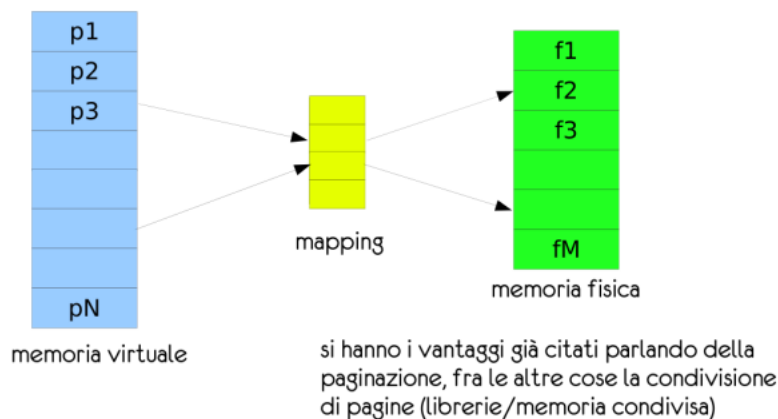 p1
p2
p3
pN
memoria virtuale
mapping
f1
f2
f3
fM
memoria fisica
si hanno i vantaggi già citati parlando della
paginazione, fra le altre cose la condivisione
di pagine (librerie/memoria condivisa)